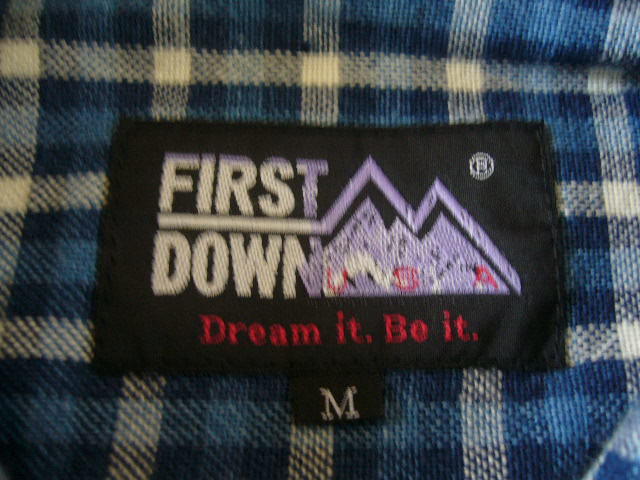 FIRST
DOWN
USA
Dream it. Be it.
M